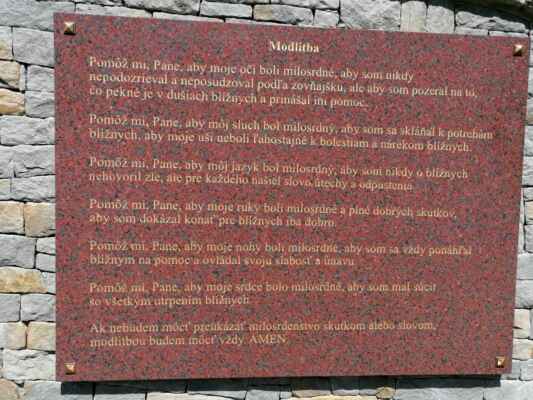 Modlitba
Pomôž mi, Pane, aby moje oči boli milosrdné, aby som nikdy
nepodozrieval a neposudzoval podľa zovňajšku, ale aby som pozeral na to,
čo pekné je v dušiach blížnych a prinášal im pomoc.
Pomôž mi, Pane, aby môj sluch bol milosrdný, aby som sa skláňal k potrebám
blížnych, aby moje uši neboli ľahostajné k bolestiam a nárekom blížnych.
Pomôž mi, Pane, aby môj jazyk bol milosrdný, aby som nikdy o blížnych
nehovoril zle, ale pre každého našiel slovo útechy a odpustenia.
Pomôž mi, Pane, aby moje ruky boli milosrdné a plné dobrých skutkov,
aby som dokázal konať pre blížnych iba dobro.
Pomôž mi, Pane, aby moje nohy boli milosrdné, aby som sa vždy ponáhľal
blížnym na pomoc a ovládal svoju slabosť a únavu.
Pomôž mi, Pane, aby moje srdce bolo milosrdné, aby som mal súcit
so všetkým utrpením blížnych.
Ak nebudem môcť preukázať milosrdenstvo skutkom alebo slovom,
modlitbou budem môcť vždy. AMEN.